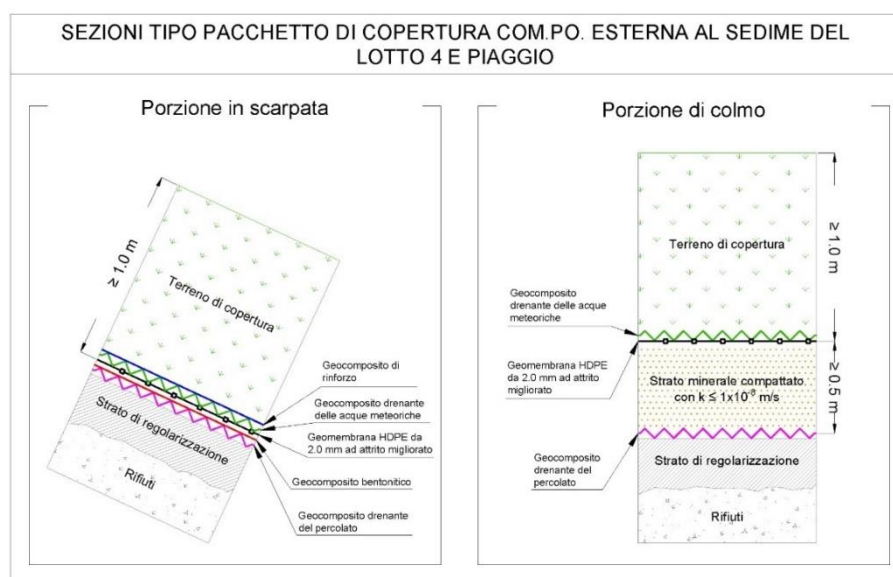 SEZIONI TIPO PACCHETTO DI COPERTURA COM.PO. ESTERNA AL SEDIME DEL
LOTTO 4 E PIAGGIO
Porzione in scarpata
≥ 1.0 m
Terreno di copertura
Geocomposito di
rinforzo
Geocomposito drenante
delle acque meteoriche
Geomembrana HDPE da
2.0 mm ad attrito migliorato
Geocomposito bentonitico
Geocomposito drenante
del percolato
Strato di regolarizzazione
Rifiuti
Porzione di colmo
Terreno di copertura
≥ 1.0 m
Geocomposito
drenante delle acque
meteoriche
Geomembrana HDPE
da 2.0 mm ad attrito
migliorato
Strato minerale compattato
con k ≤ 1x10⁻⁸ m/s
≥ 0.5 m
Geocomposito
drenante del
percolato
Strato di regolarizzazione
Rifiuti